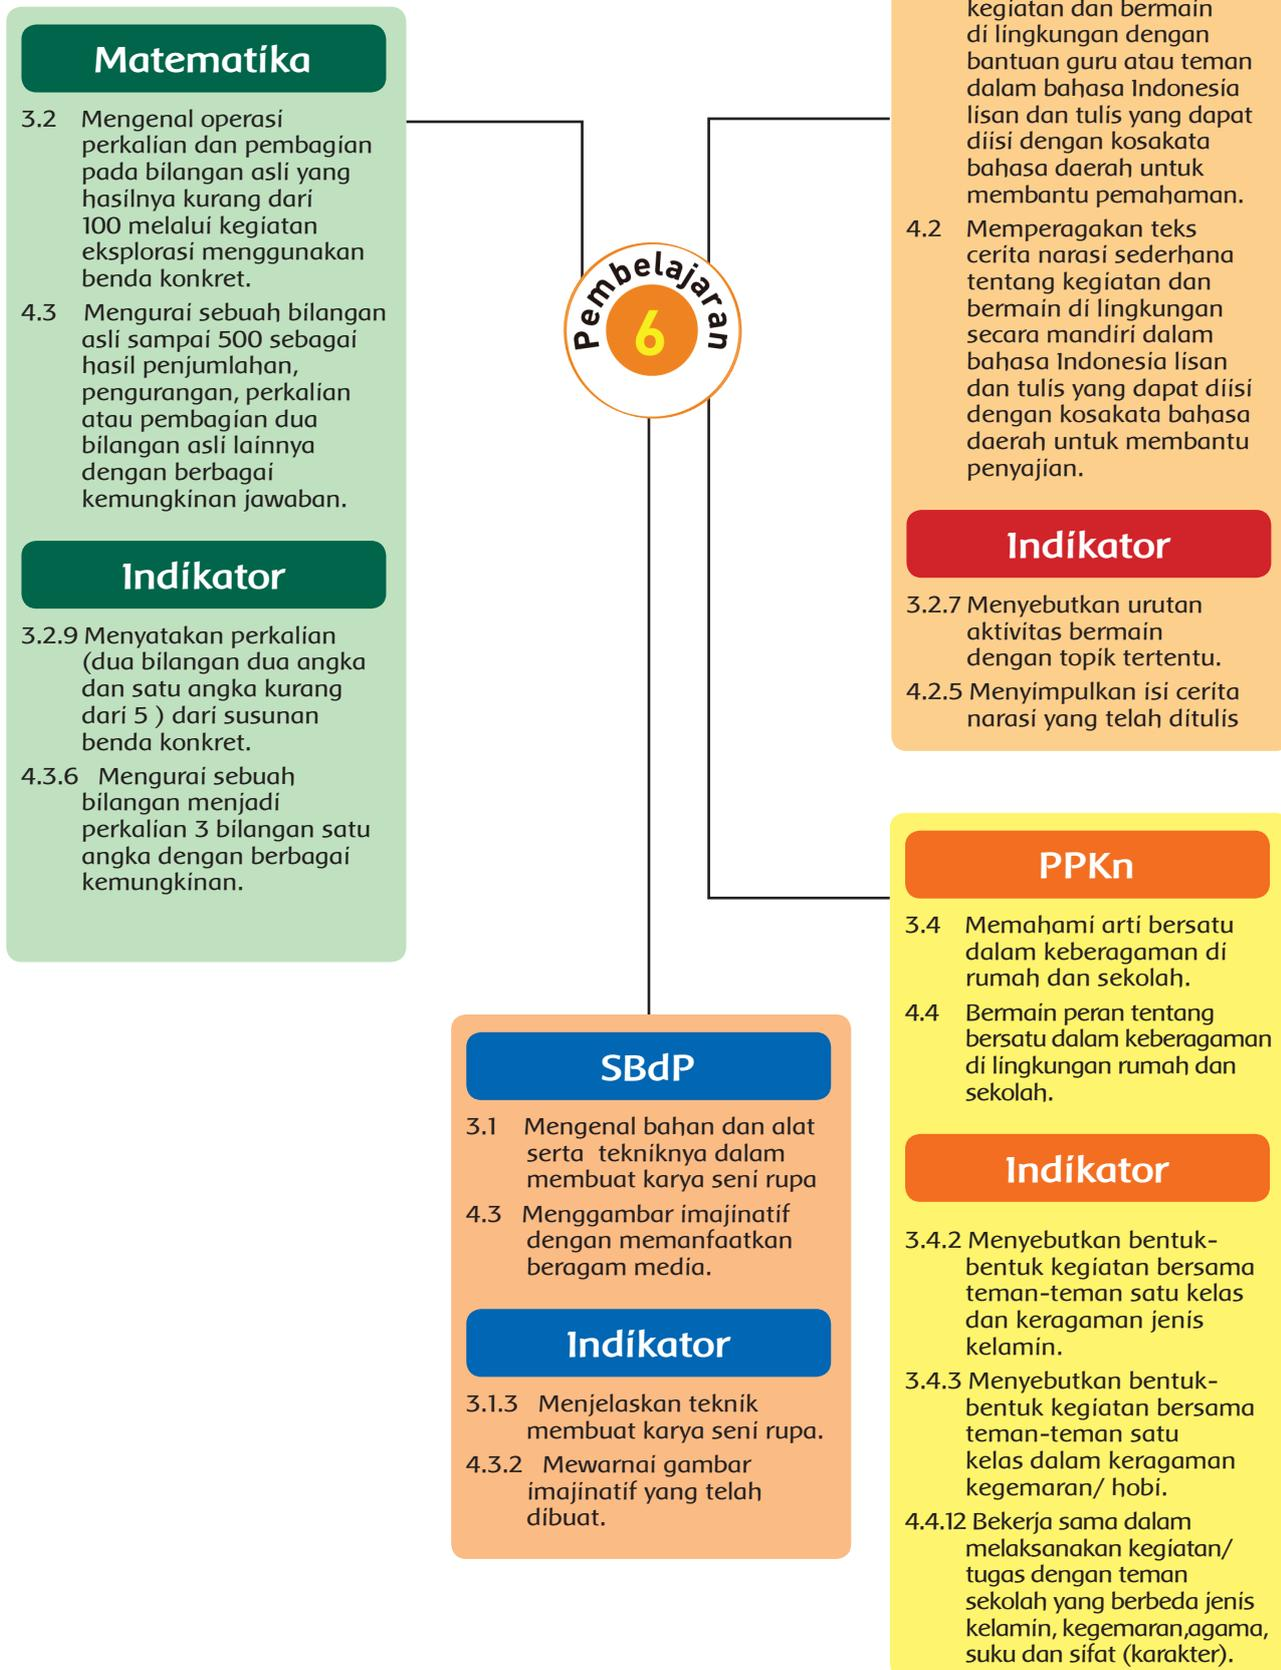 Matematika
3.2 Mengenal operasi
perkalian dan pembagian
pada bilangan asli yang
hasilnya kurang dari
100 melalui kegiatan
eksplorasi menggunakan
benda konkret.
4.3 Mengurai sebuah bilangan
asli sampai 500 sebagai
hasil penjumlahan,
pengurangan, perkalian
atau pembagian dua
bilangan asli lainnya
dengan berbagai
kemungkinan jawaban.
Indikator
3.2.9 Menyatakan perkalian
(dua bilangan dua angka
dan satu angka kurang
dari 5 ) dari susunan
benda konkret.
4.3.6 Mengurai sebuah
bilangan menjadi
perkalian 3 bilangan satu
angka dengan berbagai
kemungkinan.
Pembelajaran
6
kegiatan dan bermain
di lingkungan dengan
bantuan guru atau teman
dalam bahasa Indonesia
lisan dan tulis yang dapat
diisi dengan kosakata
bahasa daerah untuk
membantu pemahaman.
4.2 Memperagakan teks
cerita narasi sederhana
tentang kegiatan dan
bermain di lingkungan
secara mandiri dalam
bahasa Indonesia lisan
dan tulis yang dapat diisi
dengan kosakata bahasa
daerah untuk membantu
penyajian.
Indikator
3.2.7 Menyebutkan urutan
aktivitas bermain
dengan topik tertentu.
4.2.5 Menyimpulkan isi cerita
narasi yang telah ditulis
SBdP
3.1 Mengenal bahan dan alat
serta tekniknya dalam
membuat karya seni rupa
4.3 Menggambar imajinatif
dengan memanfaatkan
beragam media.
Indikator
3.1.3 Menjelaskan teknik
membuat karya seni rupa.
4.3.2 Mewarnai gambar
imajinatif yang telah
dibuat.
PPKn
3.4 Memahami arti bersatu
dalam keberagaman di
rumah dan sekolah.
4.4 Bermain peran tentang
bersatu dalam keberagaman
di lingkungan rumah dan
sekolah.
Indikator
3.4.2 Menyebutkan bentuk-
bentuk kegiatan bersama
teman-teman satu kelas
dan keragaman jenis
kelamin.
3.4.3 Menyebutkan bentuk-
bentuk kegiatan bersama
teman-teman satu
kelas dalam keragaman
kegemaran/ hobi.
4.4.12 Bekerja sama dalam
melaksanakan kegiatan/
tugas dengan teman
sekolah yang berbeda jenis
kelamin, kegemaran,agama,
suku dan sifat (karakter).